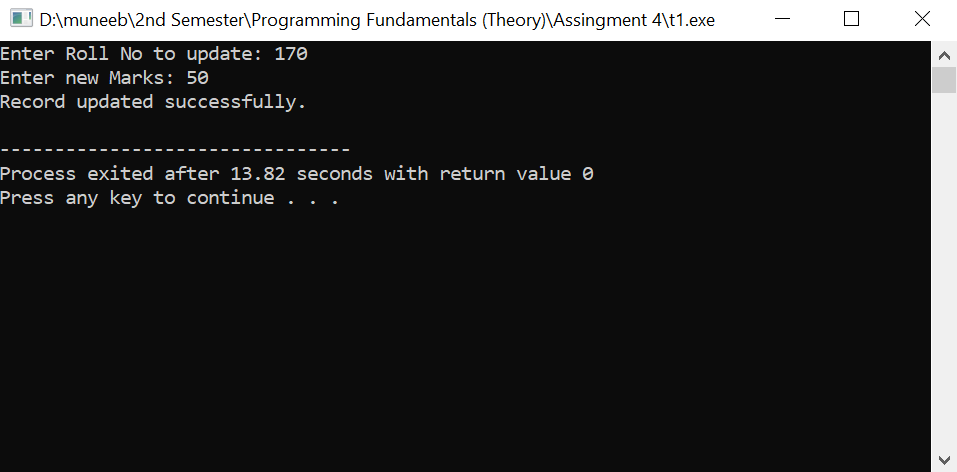 D:\muneeb\2nd Semester\Programming Fundamentals (Theory)\Assingment 4\t1.exe
Enter Roll No to update: 170
Enter new Marks: 50
Record updated successfully.
--------------------------------
Process exited after 13.82 seconds with return value 0
Press any key to continue . . .